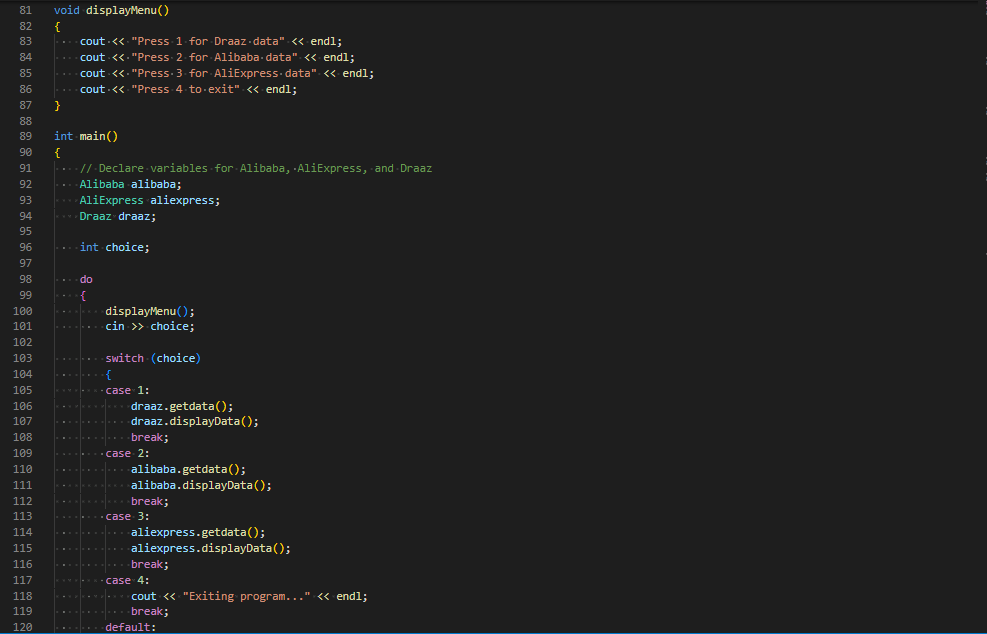 81 void displayMenu()
82 {
83 cout << "Press 1 for Draaz data" << endl;
84 cout << "Press 2 for Alibaba data" << endl;
85 cout << "Press 3 for AliExpress data" << endl;
86 cout << "Press 4 to exit" << endl;
87 }
88
89 int main()
90 {
91 // Declare variables for Alibaba, AliExpress, and Draaz
92 Alibaba alibaba;
93 AliExpress aliexpress;
94 Draaz draaz;
95
96 int choice;
97
98 do
99 {
100 displayMenu();
101 cin >> choice;
102
103 switch (choice)
104 {
105 case 1:
106 draaz.getdata();
107 draaz.displayData();
108 break;
109 case 2:
110 alibaba.getdata();
111 alibaba.displayData();
112 break;
113 case 3:
114 aliexpress.getdata();
115 aliexpress.displayData();
116 break;
117 case 4:
118 cout << "Exiting program..." << endl;
119 break;
120 default: